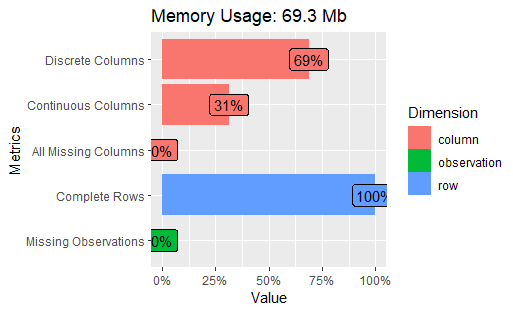 Memory Usage: 69.3 Mb
Metrics
Discrete Columns
69%
Continuous Columns
31%
All Missing Columns
0%
Complete Rows
100%
Missing Observations
0%
0%
25%
50%
75%
100%
Value
Dimension
column
observation
row